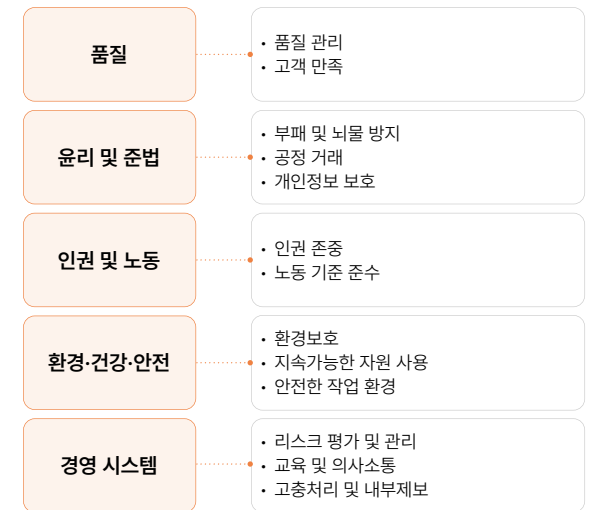 품질
• 품질 관리
• 고객 만족
윤리 및 준법
• 부패 및 뇌물 방지
• 공정 거래
• 개인정보 보호
인권 및 노동
• 인권 존중
• 노동 기준 준수
환경·건강·안전
• 환경보호
• 지속가능한 자원 사용
• 안전한 작업 환경
경영 시스템
• 리스크 평가 및 관리
• 교육 및 의사소통
• 고충처리 및 내부제보